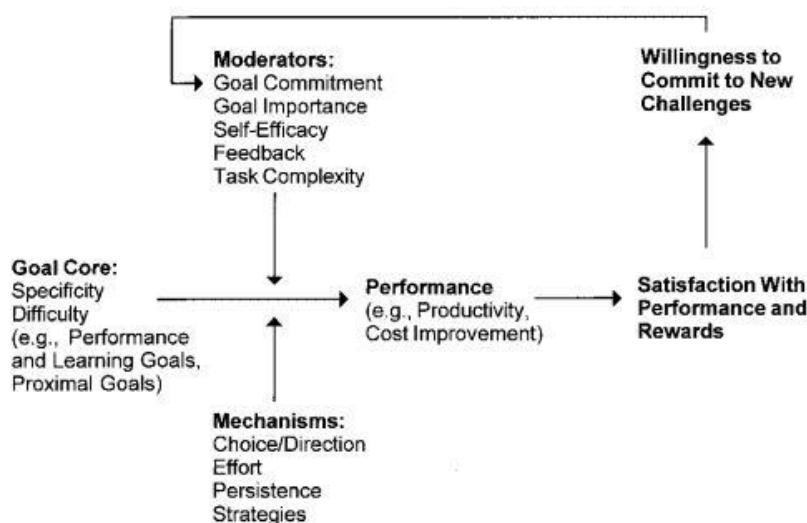 Moderators:
Goal Commitment
Goal Importance
Self-Efficacy
Feedback
Task Complexity
Willingness to
Commit to New
Challenges
Goal Core:
Specificity
Difficulty
(e.g., Performance
and Learning Goals,
Proximal Goals)
Performance
(e.g., Productivity,
Cost Improvement)
Satisfaction With
Performance and
Rewards
Mechanisms:
Choice/Direction
Effort
Persistence
Strategies